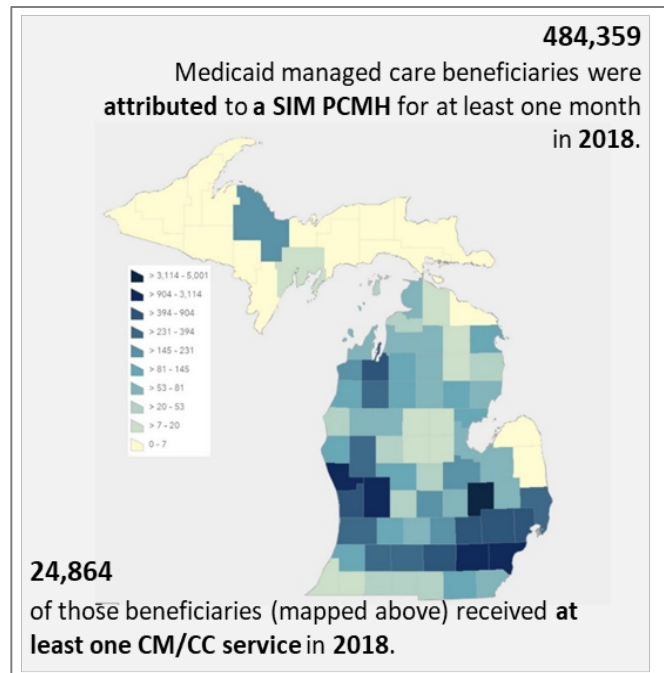 484,359
Medicaid managed care beneficiaries were
attributed to a SIM PCMH for at least one month
in 2018.
> 3,114 - 5,001
> 904 - 3,114
> 394 - 904
> 231 - 394
> 145 - 231
> 81 - 145
> 53 - 81
> 20 - 53
> 7 - 20
0 - 7
24,864
of those beneficiaries (mapped above) received at
least one CM/CC service in 2018.